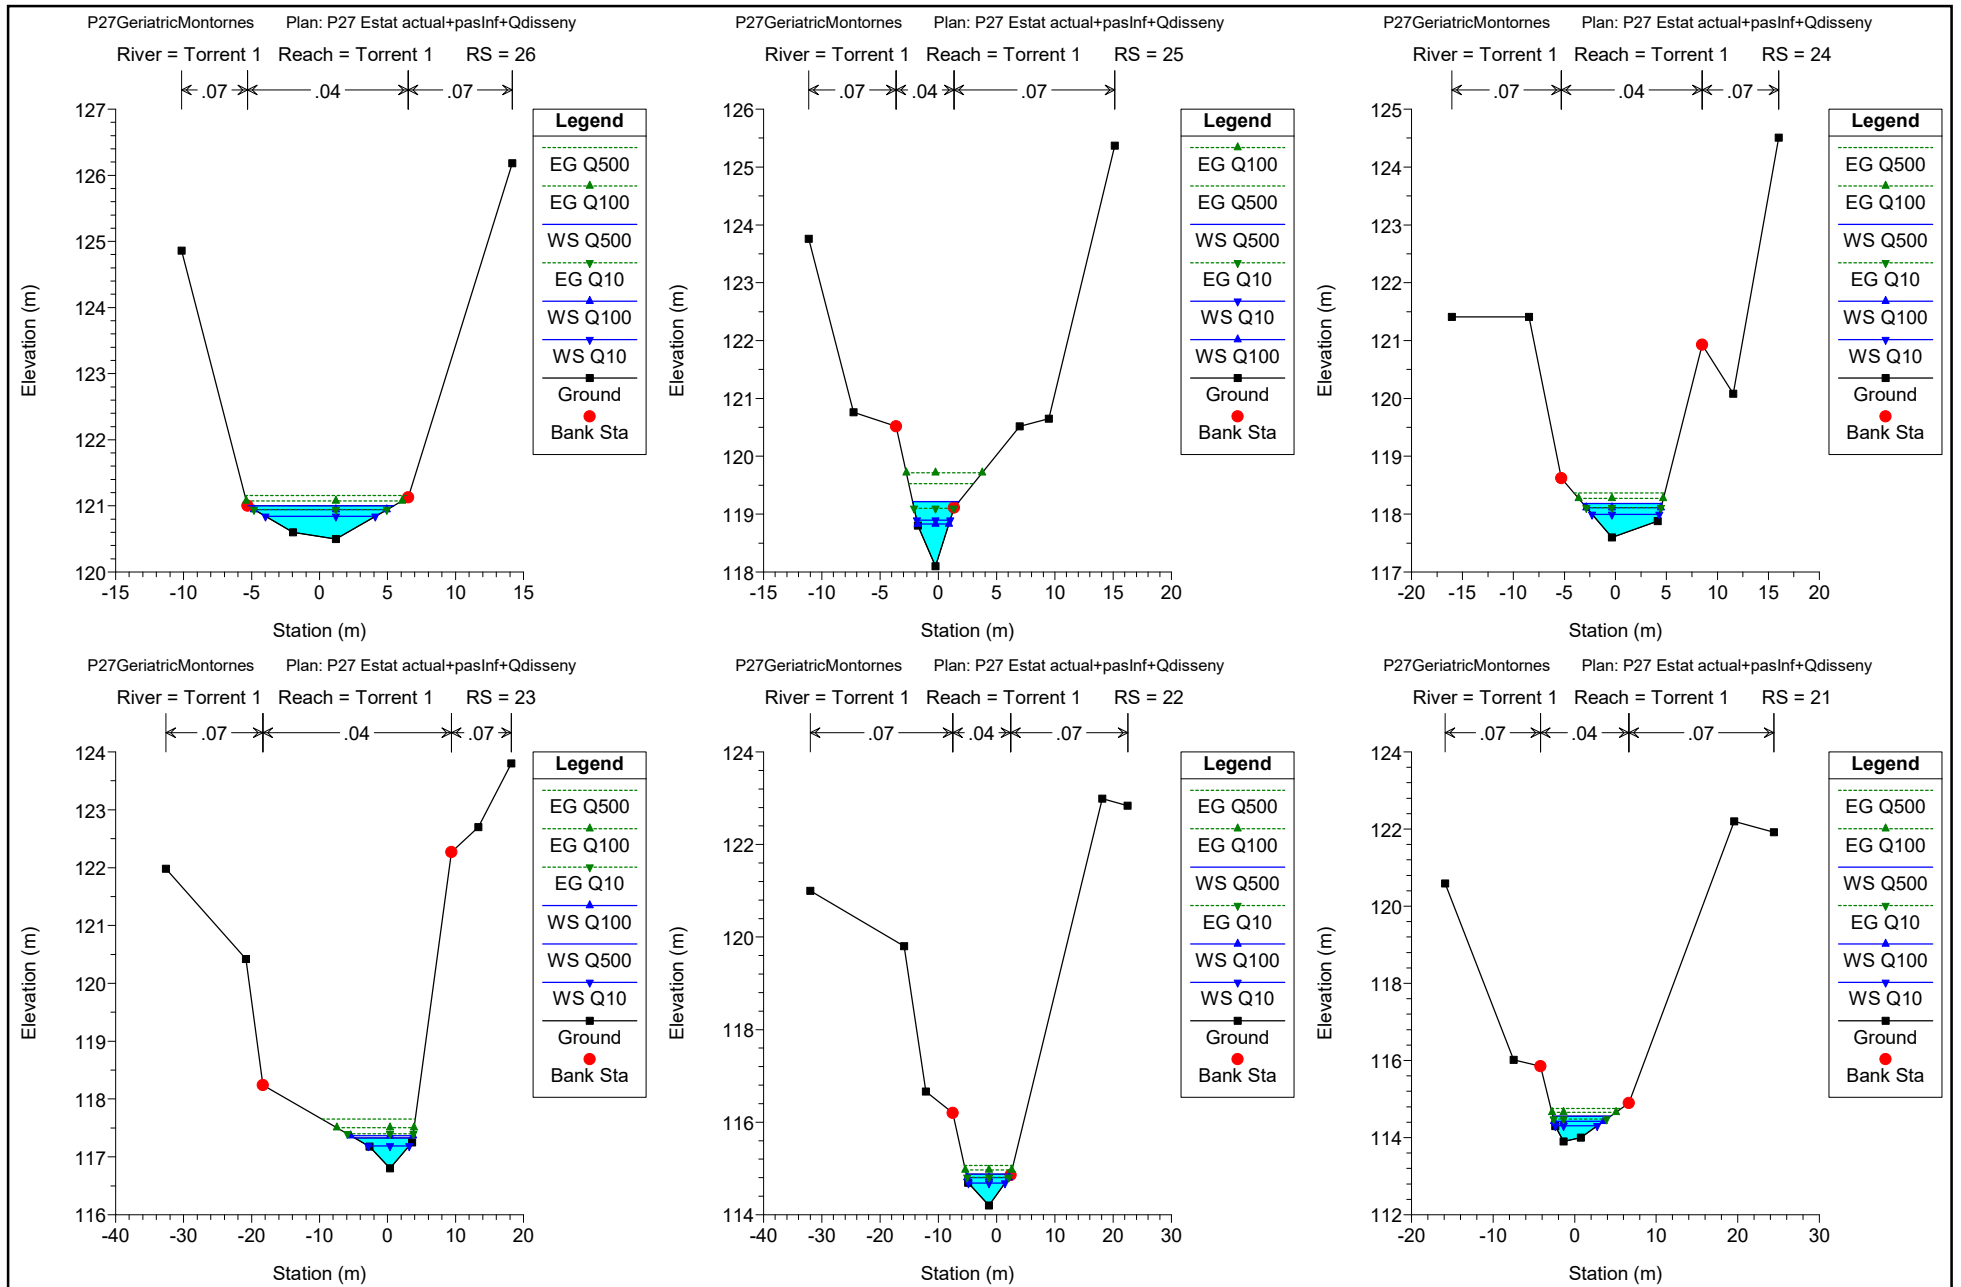 P27GeriatricMontornes Plan: P27 Estat actual+pasInf+Qdisseny
River = Torrent 1 Reach = Torrent 1 RS = 26
.07 .04 .07
127
126
125
124
123
122
121
120
-15 -10 -5 0 5 10 15
Elevation (m)
Station (m)
Legend
EG Q500
EG Q100
WS Q500
EG Q10
WS Q100
WS Q10
Ground
Bank Sta
P27GeriatricMontornes Plan: P27 Estat actual+pasInf+Qdisseny
River = Torrent 1 Reach = Torrent 1 RS = 25
.07 .04 .07
126
125
124
123
122
121
120
119
118
-15 -10 -5 0 5 10 15 20
Elevation (m)
Station (m)
Legend
EG Q100
EG Q500
WS Q500
EG Q10
WS Q10
WS Q100
Ground
Bank Sta
P27GeriatricMontornes Plan: P27 Estat actual+pasInf+Qdisseny
River = Torrent 1 Reach = Torrent 1 RS = 24
.07 .04 .07
125
124
123
122
121
120
119
118
117
-20 -15 -10 -5 0 5 10 15 20
Elevation (m)
Station (m)
Legend
EG Q500
EG Q100
WS Q500
EG Q10
WS Q100
WS Q10
Ground
Bank Sta
P27GeriatricMontornes Plan: P27 Estat actual+pasInf+Qdisseny
River = Torrent 1 Reach = Torrent 1 RS = 23
.07 .04 .07
124
123
122
121
120
119
118
117
116
-40 -30 -20 -10 0 10 20
Elevation (m)
Station (m)
Legend
EG Q500
EG Q100
EG Q10
WS Q100
WS Q500
WS Q10
Ground
Bank Sta
P27GeriatricMontornes Plan: P27 Estat actual+pasInf+Qdisseny
River = Torrent 1 Reach = Torrent 1 RS = 22
.07 .04 .07
124
122
120
118
116
114
-40 -30 -20 -10 0 10 20 30
Elevation (m)
Station (m)
Legend
EG Q500
EG Q100
WS Q500
EG Q10
WS Q100
WS Q10
Ground
Bank Sta
P27GeriatricMontornes Plan: P27 Estat actual+pasInf+Qdisseny
River = Torrent 1 Reach = Torrent 1 RS = 21
.07 .04 .07
124
122
120
118
116
114
112
-20 -10 0 10 20 30
Elevation (m)
Station (m)
Legend
EG Q500
EG Q100
WS Q500
EG Q10
WS Q100
WS Q10
Ground
Bank Sta